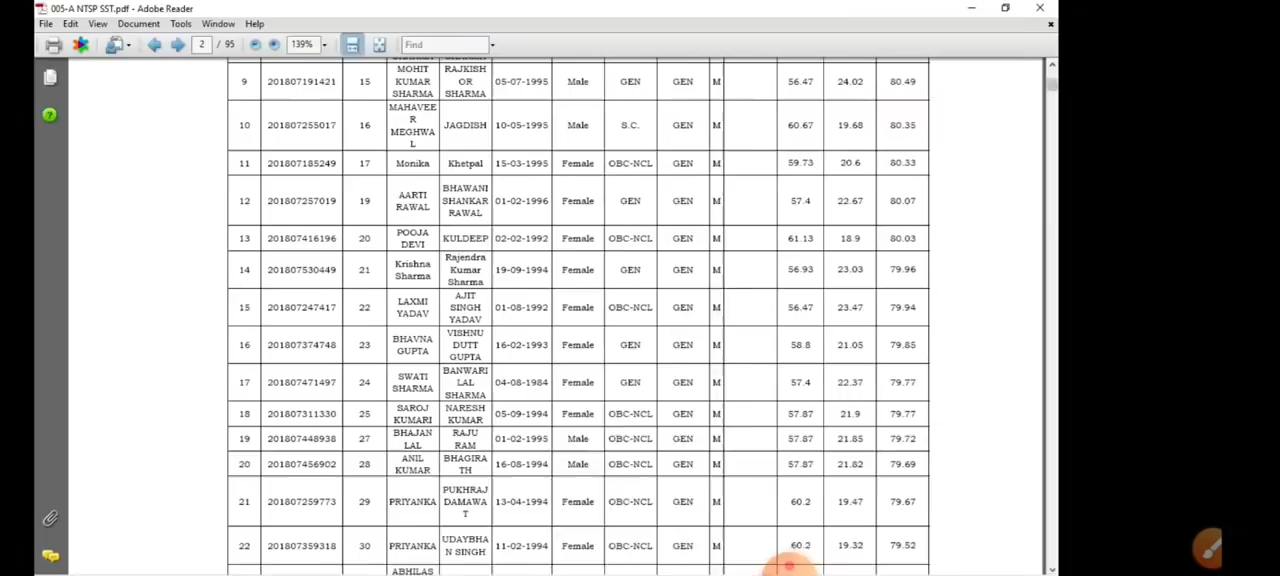 005-A NTSP SST.pdf - Adobe Reader
File Edit View Document Tools Window Help
2 / 95 139% Find
9 201807191421 15 MOHIT KUMAR SHARMA RAJKISH OR SHARMA 05-07-1995 Male GEN GEN M 56.47 24.02 80.49
10 201807255017 16 MAHAVEE R MEGHWA L JAGDISH 10-05-1995 Male S.C. GEN M 60.67 19.68 80.35
11 201807185249 17 Monika Khetpal 15-03-1995 Female OBC-NCL GEN M 59.73 20.6 80.33
12 201807257019 19 AARTI RAWAL BHAWANI SHANKAR RAWAL 01-02-1996 Female GEN GEN M 57.4 22.67 80.07
13 201807416196 20 POOJA DEVI KULDEEP 02-02-1992 Female OBC-NCL GEN M 61.13 18.9 80.03
14 201807530449 21 Krishna Sharma Rajendra Kumar Sharma 19-09-1994 Female GEN GEN M 56.93 23.03 79.96
15 201807247417 22 LAXMI YADAV AJIT SINGH YADAV 01-08-1992 Female OBC-NCL GEN M 56.47 23.47 79.94
16 201807374748 23 BHAVNA GUPTA VISHNU DUTT GUPTA 16-02-1993 Female GEN GEN M 58.8 21.05 79.85
17 201807471497 24 SWATI SHARMA BANWARI LAL SHARMA 04-08-1984 Female GEN GEN M 57.4 22.37 79.77
18 201807311330 25 SAROJ KUMARI NARESH KUMAR 05-09-1994 Female OBC-NCL GEN M 57.87 21.9 79.77
19 201807448938 27 BHAJAN LAL RAJU RAM 01-02-1995 Male OBC-NCL GEN M 57.87 21.85 79.72
20 201807456902 28 ANIL KUMAR BHAGIRA TH 16-08-1994 Male OBC-NCL GEN M 57.87 21.82 79.69
21 201807259773 29 PRIYANKA PUKHRAJ DAMAWA T 13-04-1994 Female OBC-NCL GEN M 60.2 19.47 79.67
22 201807359318 30 PRIYANKA UDAYBHA N SINGH 11-02-1994 Female OBC-NCL GEN M 60.2 19.32 79.52
ABHILAS